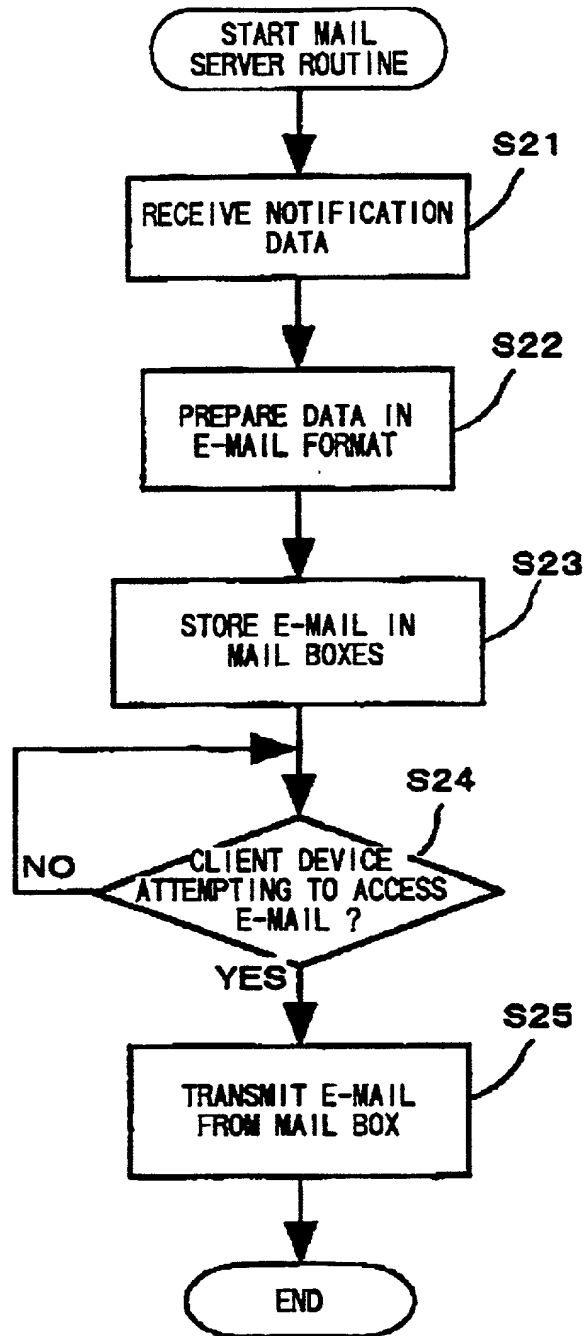 START MAIL
SERVER ROUTINE
S21
RECEIVE NOTIFICATION
DATA
S22
PREPARE DATA IN
E-MAIL FORMAT
S23
STORE E-MAIL IN
MAIL BOXES
S24
CLIENT DEVICE
ATTEMPTING TO ACCESS
E-MAIL ?
NO
YES
S25
TRANSMIT E-MAIL
FROM MAIL BOX
END